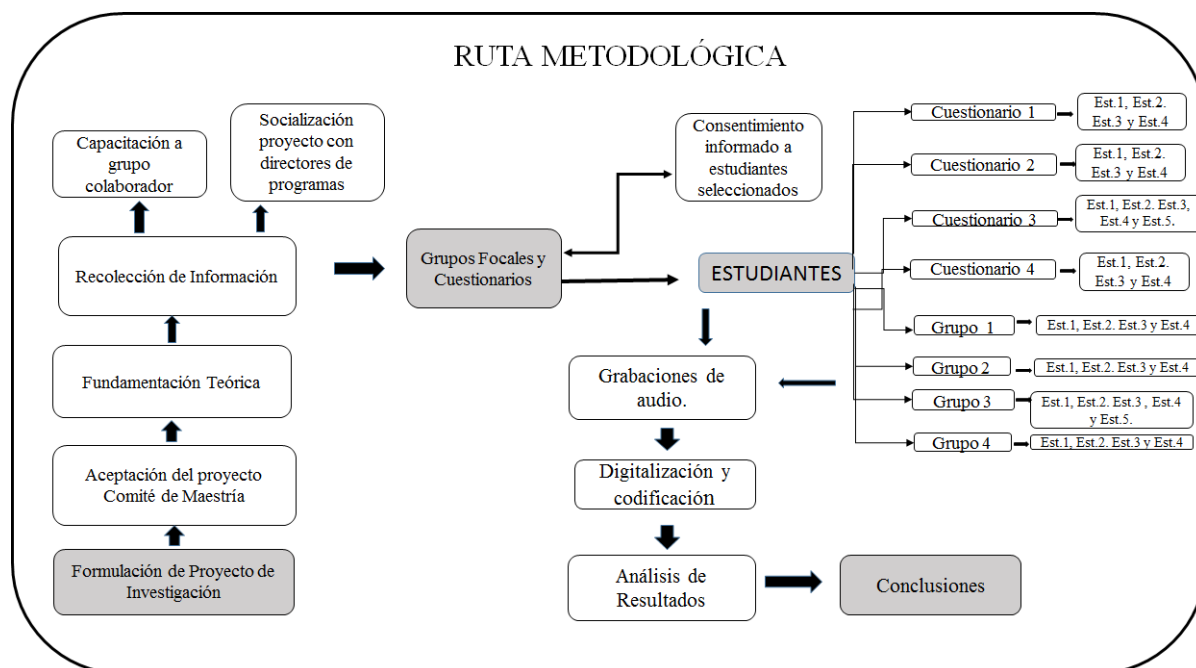 RUTA METODOLÓGICA
Capacitación a
grupo
colaborador
Socialización
proyecto con
directores de
programas
Recolección de Información
Fundamentación Teórica
Aceptación del proyecto
Comité de Maestría
Formulación de Proyecto de
Investigación
Grupos Focales y
Cuestionarios
Consentimiento
informado a
estudiantes
seleccionados
ESTUDIANTES
Cuestionario 1
Est.1, Est.2.
Est.3 y Est.4
Cuestionario 2
Est.1, Est.2.
Est.3 y Est.4
Cuestionario 3
Est.1, Est.2. Est.3,
Est.4 y Est.5.
Cuestionario 4
Est.1, Est.2.
Est.3 y Est.4
Grupo 1
Est.1, Est.2. Est.3 y Est.4
Grupo 2
Est.1, Est.2. Est.3 y Est.4
Grupo 3
Est.1, Est.2. Est.3 , Est.4
y Est.5.
Grupo 4
Est.1, Est.2. Est.3 y Est.4
Grabaciones de
audio.
Digitalización y
codificación
Análisis de
Resultados
Conclusiones